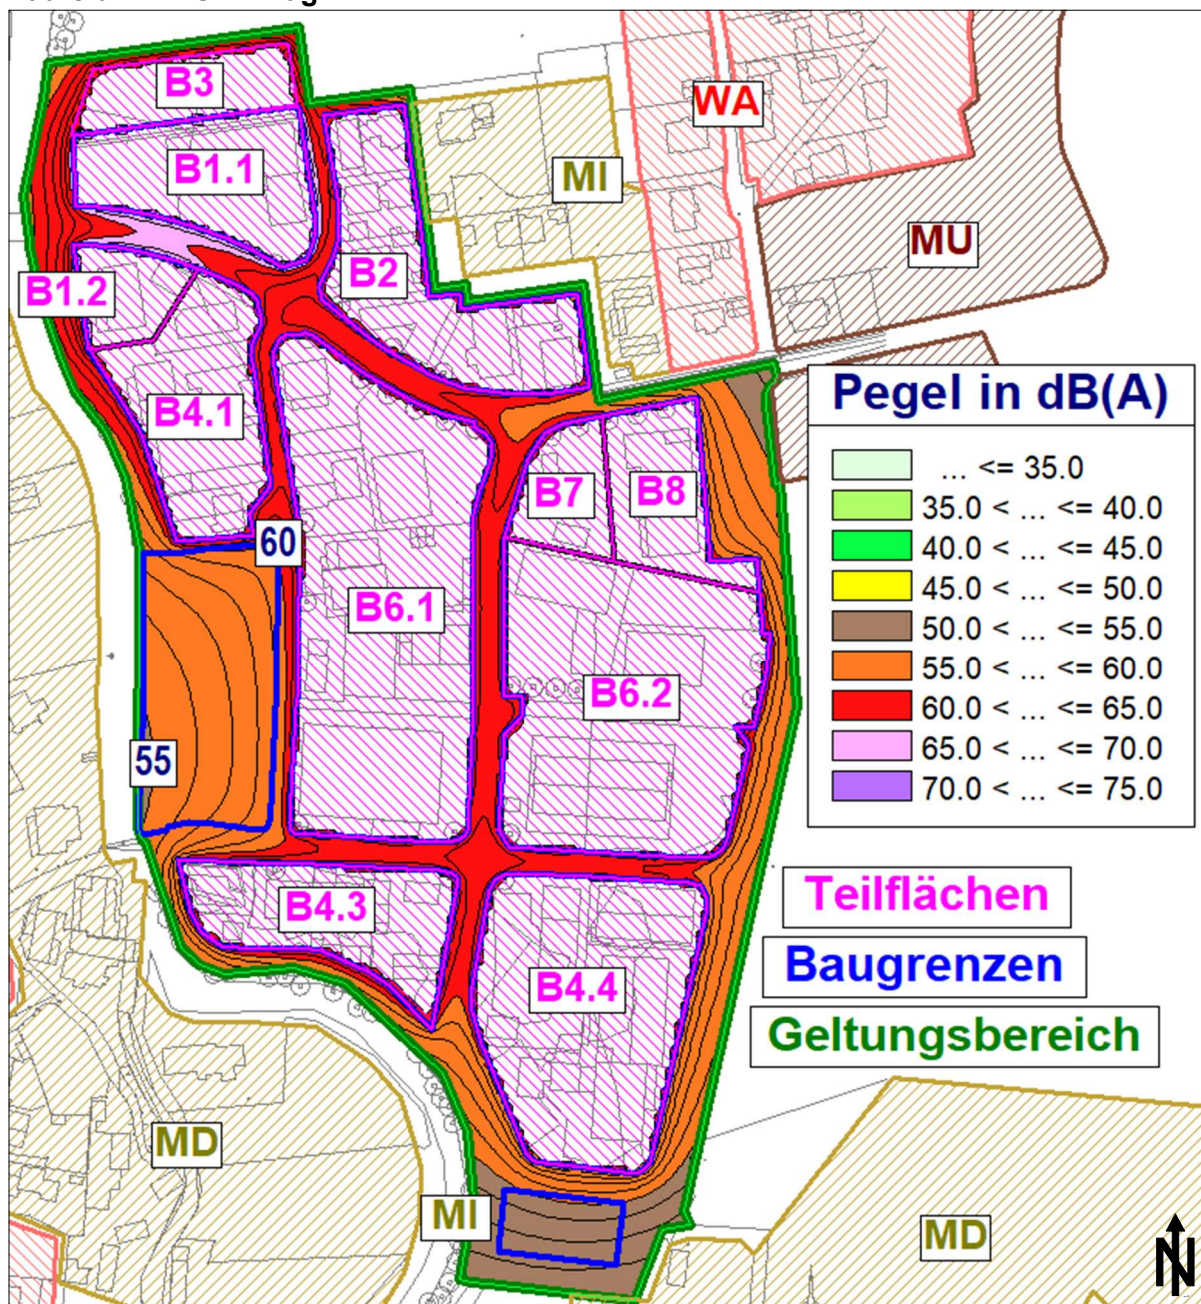 B3
WA
B1.1
MI
MU
B2
B1.2
Pegel in dB(A)
B4.1
... <= 35.0
B7
B8
35.0 < ... <= 40.0
60
40.0 < ... <= 45.0
45.0 < ... <= 50.0
B6.1
50.0 < ... <= 55.0
55.0 < ... <= 60.0
B6.2
60.0 < ... <= 65.0
55
65.0 < ... <= 70.0
70.0 < ... <= 75.0
Teilflächen
B4.3
Baugrenzen
B4.4
Geltungsbereich
MD
MI
MD
N